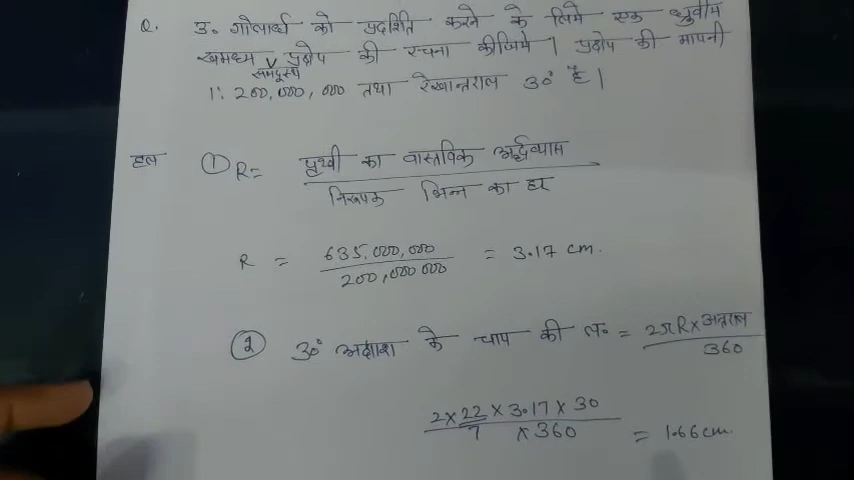 Q. उ॰ गोलार्ध को प्रदर्शित करने के लिये एक ध्रुवीय
खमध्य प्रक्षेप की रचना कीजिये | प्रक्षेप की मापनी
समदूरस्थ
1: 200,000,000 तथा रेखान्तराल 30° है |
हल ① R = पृथ्वी का वास्तविक अर्द्धव्यास
निरूपक भिन्न का हर
R = 635,000,000 / 200,000,000 = 3.17 cm.
② 30° अक्षांश के चाप की ल॰ = 2πR x अन्तराल
360
2 x 22 x 3.17 x 30
7 x 360 = 1.66 cm.